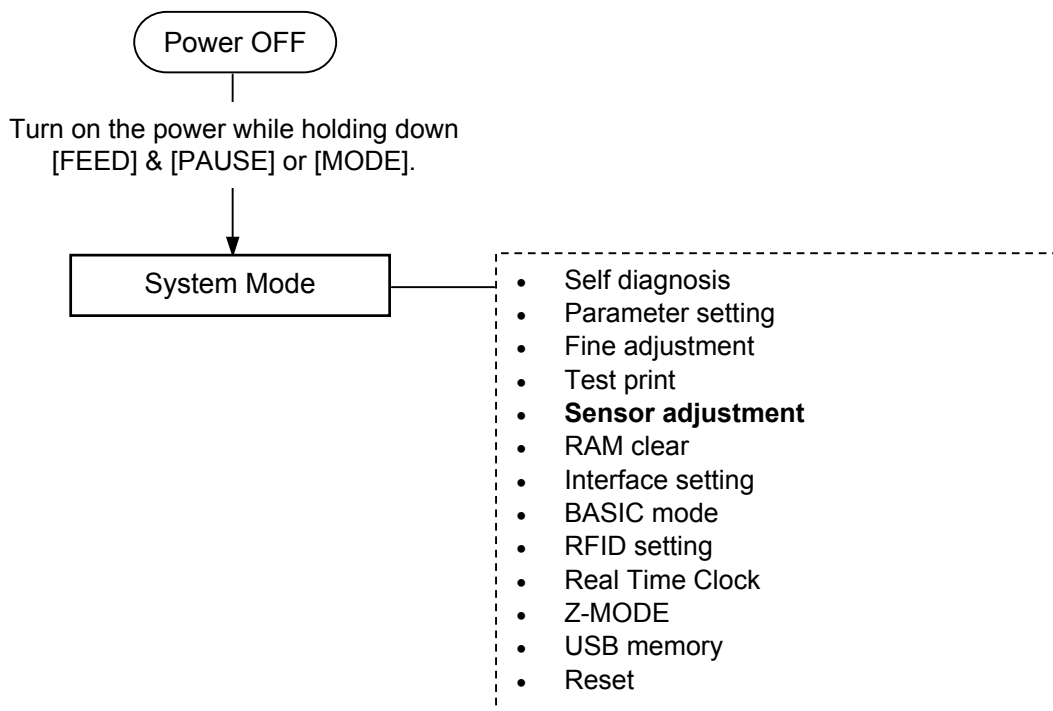 Power OFF
Turn on the power while holding down
[FEED] & [PAUSE] or [MODE].
System Mode
• Self diagnosis
• Parameter setting
• Fine adjustment
• Test print
• Sensor adjustment
• RAM clear
• Interface setting
• BASIC mode
• RFID setting
• Real Time Clock
• Z-MODE
• USB memory
• Reset